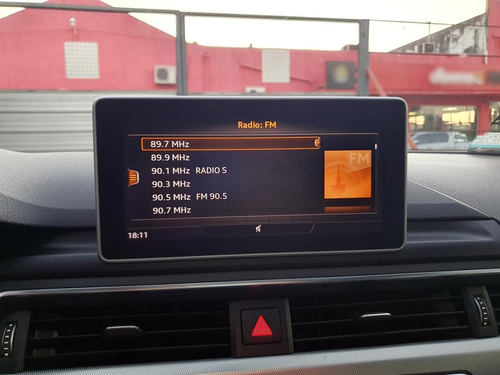 Radio: FM
89.7 MHz
89.9 MHz
90.1 MHz RADIO S
90.3 MHz
90.5 MHz FM 90.5
90.7 MHz
FM
18:11